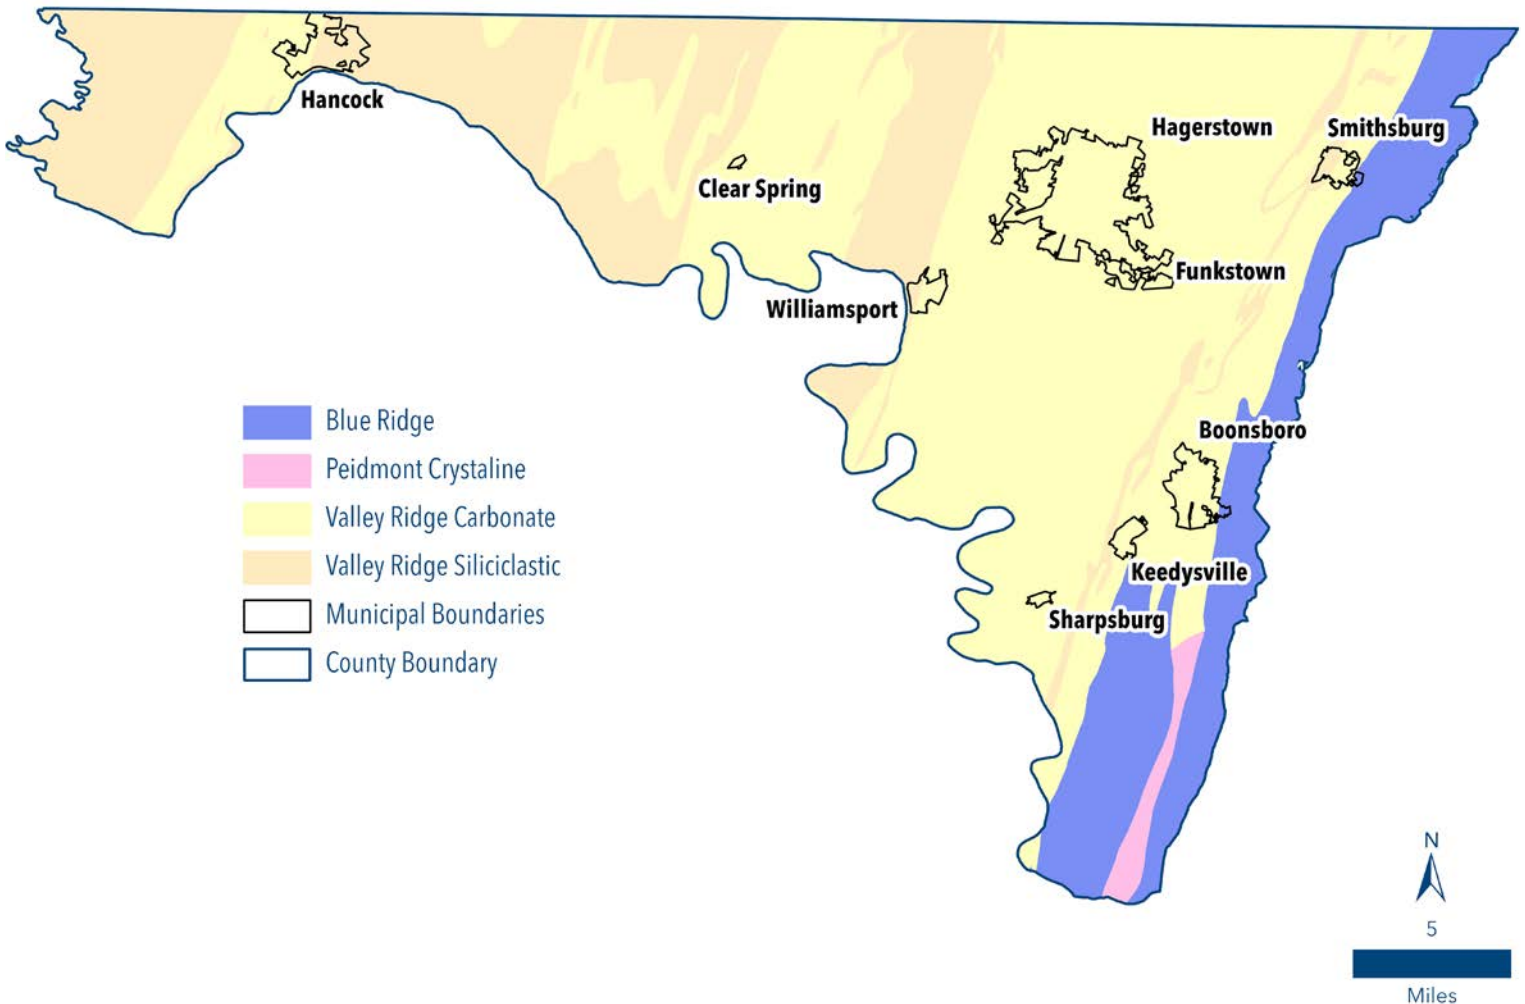 Hancock
Hagerstown
Smithsburg
Clear Spring
Funkstown
Williamsport
Blue Ridge
Boonsboro
Peidmont Crystaline
Valley Ridge Carbonate
Valley Ridge Siliciclastic
Keedysville
Municipal Boundaries
Sharpsburg
County Boundary
N
5
Miles